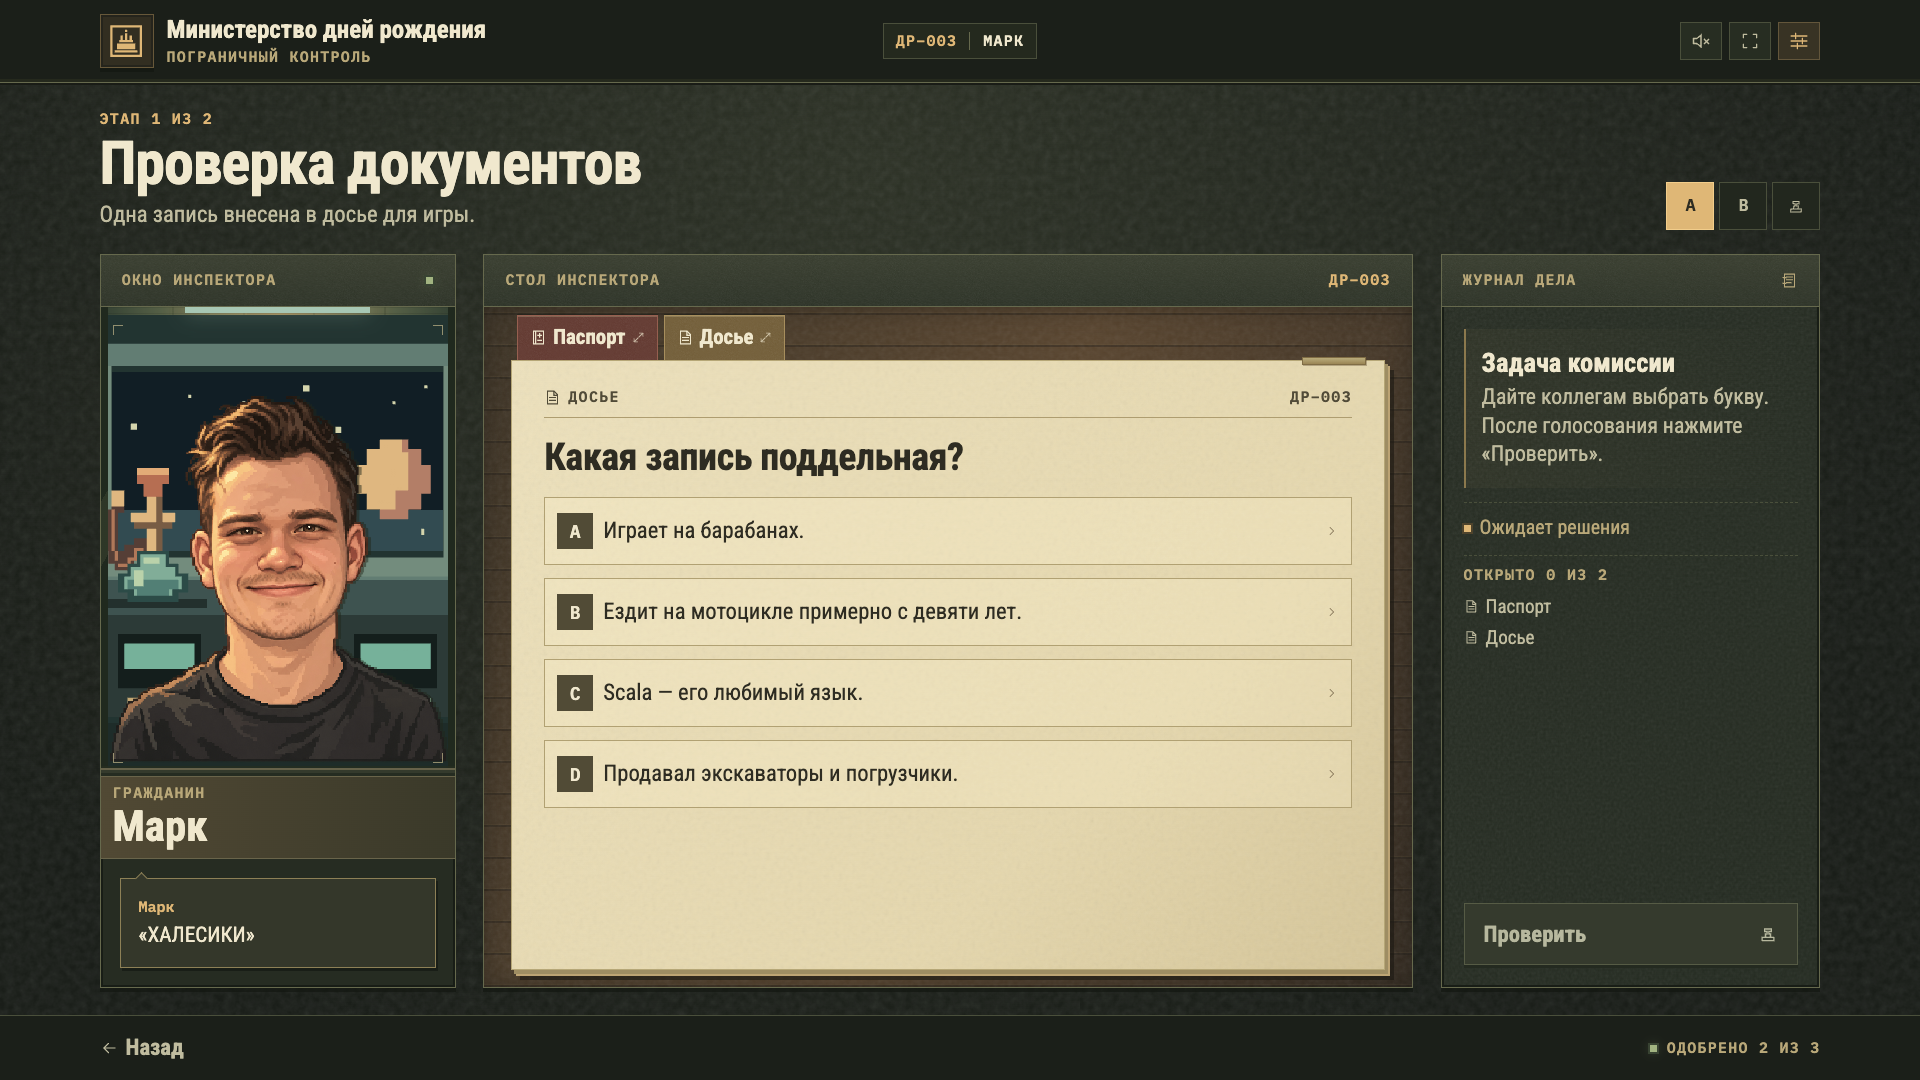 Министерство дней рождения
ПОГРАНИЧНЫЙ КОНТРОЛЬ
ДР-003 | МАРК
ЭТАП 1 ИЗ 2
Проверка документов
Одна запись внесена в досье для игры.
A B
ОКНО ИНСПЕКТОРА
ГРАЖДАНИН
Марк
Марк
«ХАЛЕСИКИ»
СТОЛ ИНСПЕКТОРА ДР-003
Паспорт Досье
ДОСЬЕ ДР-003
Какая запись поддельная?
A Играет на барабанах.
B Ездит на мотоцикле примерно с девяти лет.
C Scala — его любимый язык.
D Продавал экскаваторы и погрузчики.
ЖУРНАЛ ДЕЛА
Задача комиссии
Дайте коллегам выбрать букву.
После голосования нажмите
«Проверить».
Ожидает решения
ОТКРЫТО 0 ИЗ 2
Паспорт
Досье
Проверить
← Назад
ОДОБРЕНО 2 ИЗ 3